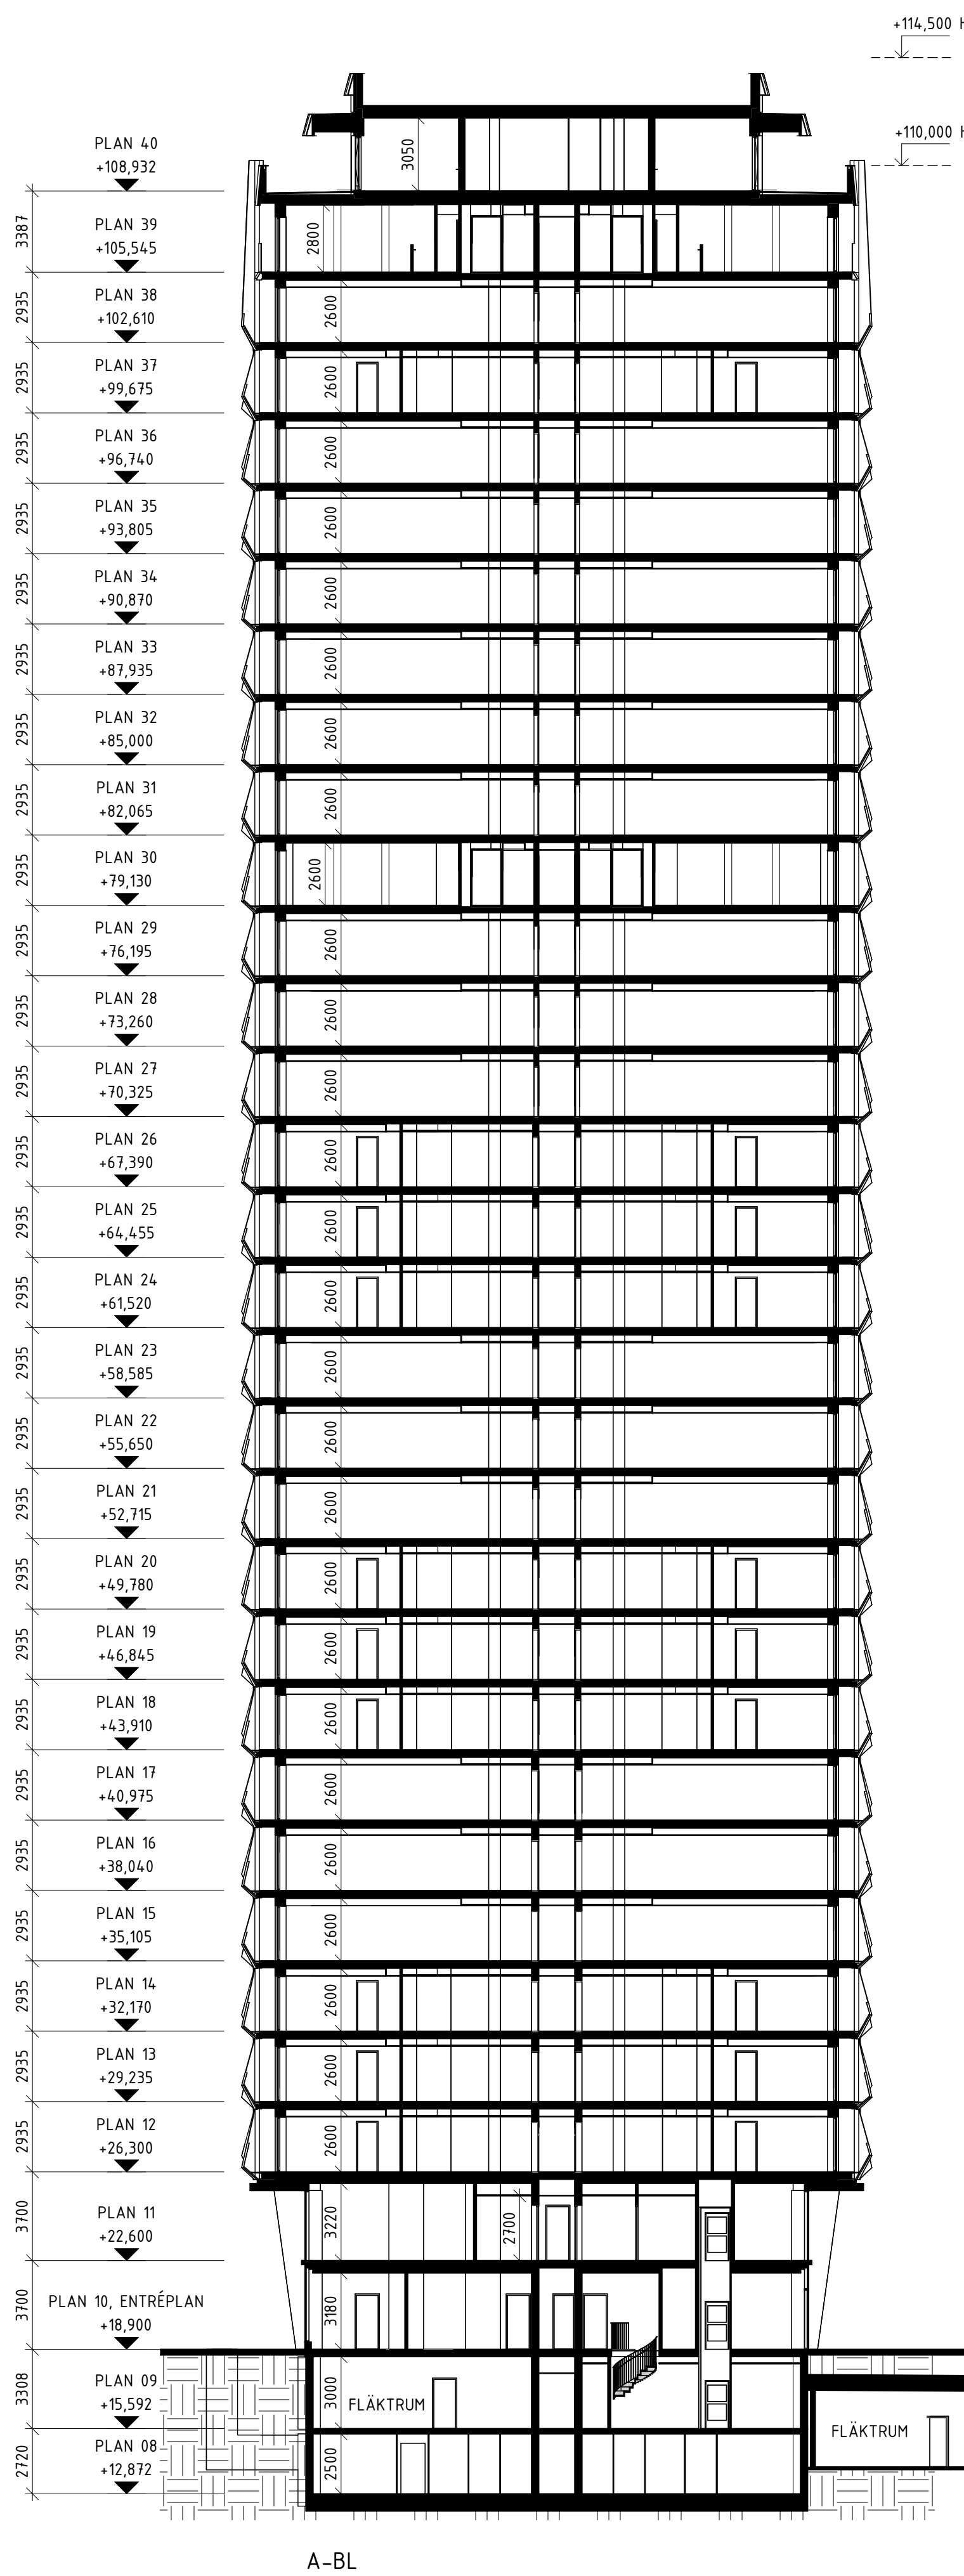 +114,500 H
+110,000 H
PLAN 40
+108,932
3050
3387
PLAN 39
+105,545
2800
2935
PLAN 38
+102,610
2600
2935
PLAN 37
+99,675
2600
2935
PLAN 36
+96,740
2600
2935
PLAN 35
+93,805
2600
2935
PLAN 34
+90,870
2600
2935
PLAN 33
+87,935
2600
2935
PLAN 32
+85,000
2600
2935
PLAN 31
+82,065
2600
2935
PLAN 30
+79,130
2600
2935
PLAN 29
+76,195
2600
2935
PLAN 28
+73,260
2600
2935
PLAN 27
+70,325
2600
2935
PLAN 26
+67,390
2600
2935
PLAN 25
+64,455
2600
2935
PLAN 24
+61,520
2600
2935
PLAN 23
+58,585
2600
2935
PLAN 22
+55,650
2600
2935
PLAN 21
+52,715
2600
2935
PLAN 20
+49,780
2600
2935
PLAN 19
+46,845
2600
2935
PLAN 18
+43,910
2600
2935
PLAN 17
+40,975
2600
2935
PLAN 16
+38,040
2600
2935
PLAN 15
+35,105
2600
2935
PLAN 14
+32,170
2600
2935
PLAN 13
+29,235
2600
2935
PLAN 12
+26,300
2600
3700
PLAN 11
+22,600
3220
2700
3700
PLAN 10, ENTRÉPLAN
+18,900
3180
3308
PLAN 09
+15,592
3000
FLÄKTRUM
FLÄKTRUM
2720
PLAN 08
+12,872
2500
A-BL